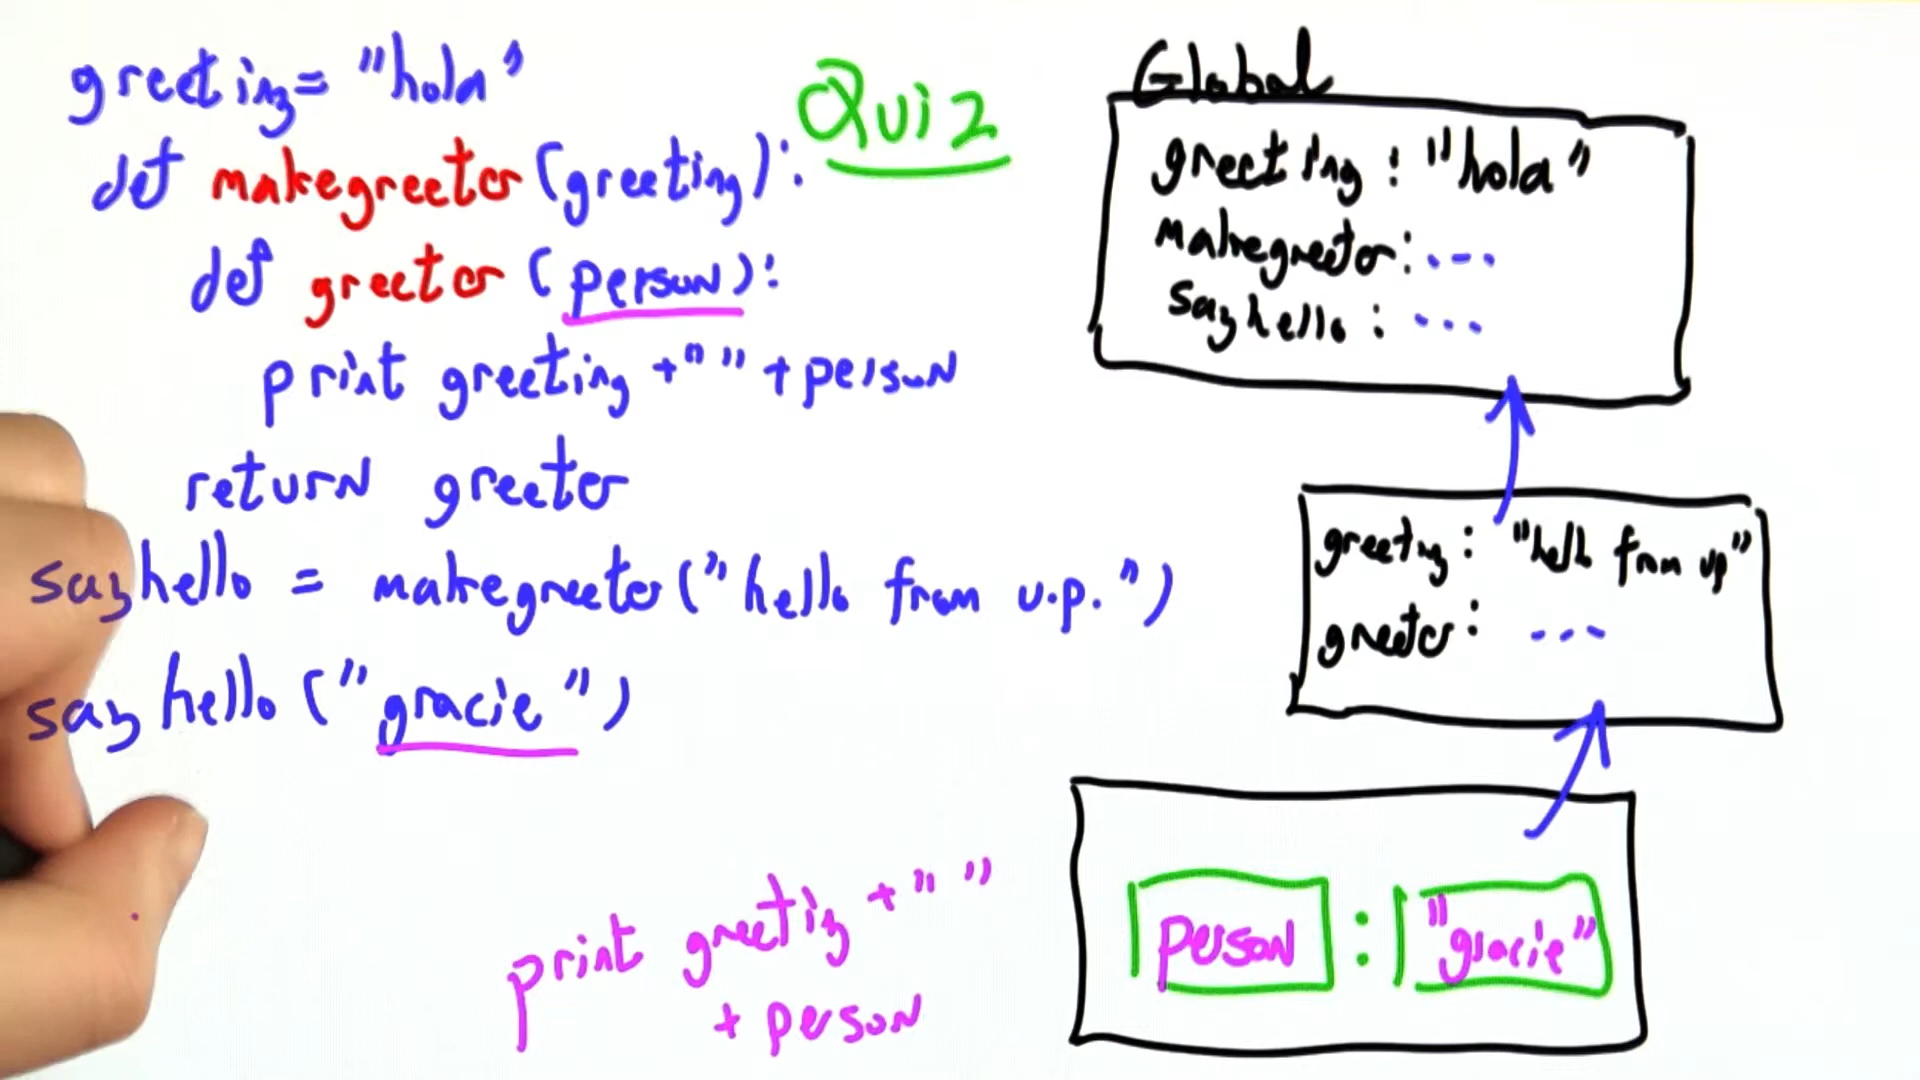 greeting= "hola"
def makegreeter(greeting):
def greeter(person):
print greeting +" "+person
return greeter
sayhello = makegreeter("hello from u.p.")
sayhello("gracie")
print greeting +" "
+ person
Quiz
Global
greeting : "hola"
makegreeter: ...
sayhello : ...
greeting : "hello from up"
greeter : ...
person : "gracie"